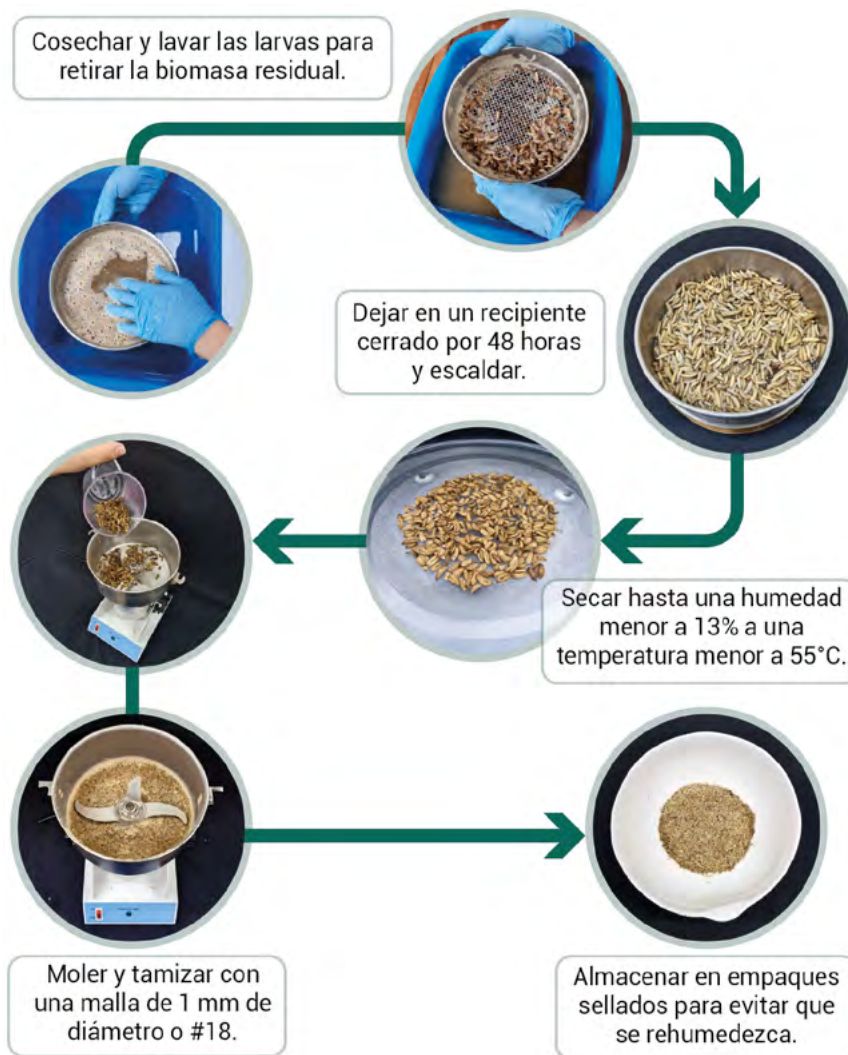 Cosechar y lavar las larvas para
retirar la biomasa residual.
Dejar en un recipiente
cerrado por 48 horas
y escaldar.
Secar hasta una humedad
menor a 13% a una
temperatura menor a 55°C.
Moler y tamizar con
una malla de 1 mm de
diámetro o #18.
Almacenar en empaques
sellados para evitar que
se rehumedezca.